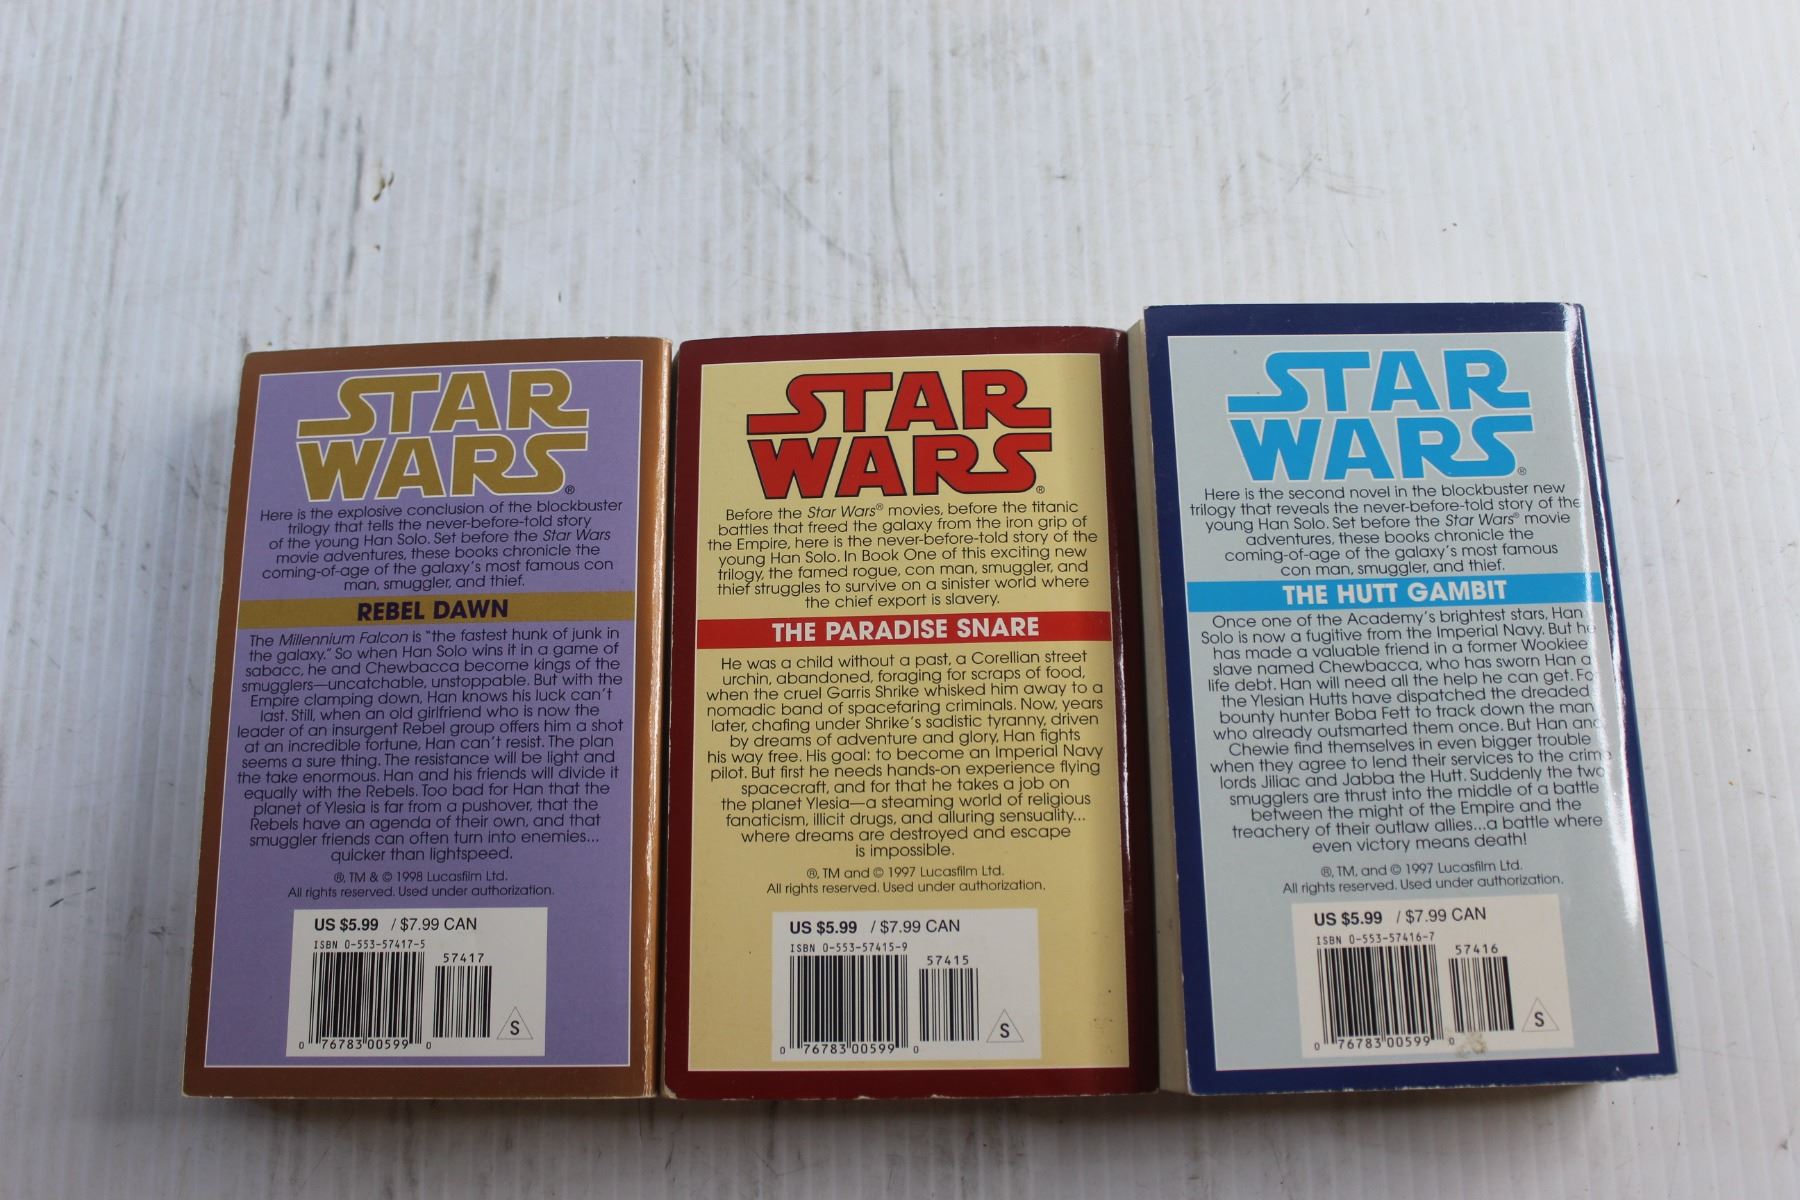 STAR
WARS®
Here is the explosive conclusion of the blockbuster
trilogy that tells the never-before-told story
of the young Han Solo. Set before the Star Wars
movie adventures, these books chronicle the
coming-of-age of the galaxy's most famous con
man, smuggler, and thief.
REBEL DAWN
The Millennium Falcon is "the fastest hunk of junk in
the galaxy." So when Han Solo wins it in a game of
sabacc, he and Chewbacca become kings of the
smugglers—uncatchable, unstoppable. But with the
Empire clamping down, Han knows his luck can't
last. Still, when an old girlfriend who is now the
leader of an insurgent Rebel group offers him a shot
at an incredible fortune, Han can't resist. The plan
seems a sure thing. The resistance will be light and
the take enormous. Han and his friends will divide it
equally with the Rebels. Too bad for Han that the
planet of Ylesia is far from a pushover, that the
Rebels have an agenda of their own, and that
smuggler friends can often turn into enemies...
quicker than lightspeed.
®, TM & © 1998 Lucasfilm Ltd.
All rights reserved. Used under authorization.
US $5.99 / $7.99 CAN
ISBN 0-553-57417-5
57417
S
0 76783 00599 0
STAR
WARS®
Before the Star Wars® movies, before the titanic
battles that freed the galaxy from the iron grip of
the Empire, here is the never-before-told story of the
young Han Solo. In Book One of this exciting new
trilogy, the famed rogue, con man, smuggler, and
thief struggles to survive on a sinister world where
the chief export is slavery.
THE PARADISE SNARE
He was a child without a past, a Corellian street
urchin, abandoned, foraging for scraps of food,
when the cruel Garris Shrike whisked him away to a
nomadic band of spacefaring criminals. Now, years
later, chafing under Shrike's sadistic tyranny, driven
by dreams of adventure and glory, Han fights
his way free. His goal: to become an Imperial Navy
pilot. But first he needs hands-on experience flying
spacecraft, and for that he takes a job on
the planet Ylesia—a steaming world of religious
fanaticism, illicit drugs, and alluring sensuality...
where dreams are destroyed and escape
is impossible.
®, TM and © 1997 Lucasfilm Ltd.
All rights reserved. Used under authorization.
US $5.99 / $7.99 CAN
ISBN 0-553-57415-9
57415
S
0 76783 00599 0
STAR
WARS®
Here is the second novel in the blockbuster new
trilogy that reveals the never-before-told story of the
young Han Solo. Set before the Star Wars® movie
adventures, these books chronicle the
coming-of-age of the galaxy's most famous
con man, smuggler, and thief.
THE HUTT GAMBIT
Once one of the Academy's brightest stars, Han
Solo is now a fugitive from the Imperial Navy. But he
has made a valuable friend in a former Wookiee
slave named Chewbacca, who has sworn Han a
life debt. Han will need all the help he can get. Fo
the Ylesian Hutts have dispatched the dreaded
bounty hunter Boba Fett to track down the man
who already outsmarted them once. But Han and
Chewie find themselves in even bigger trouble
when they agree to lend their services to the crime
lords Jiliac and Jabba the Hutt. Suddenly the two
smugglers are thrust into the middle of a battle
between the might of the Empire and the
treachery of their outlaw allies...a battle where
even victory means death!
®, TM, and © 1997 Lucasfilm Ltd.
All rights reserved. Used under authorization.
US $5.99 / $7.99 CAN
ISBN 0-553-57416-7
57416
S
0 76783 00599 0